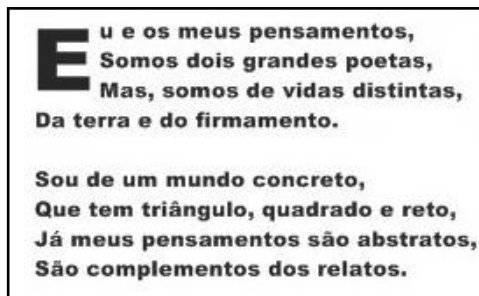 Eu e os meus pensamentos,
Somos dois grandes poetas,
Mas, somos de vidas distintas,
Da terra e do firmamento.

Sou de um mundo concreto,
Que tem triângulo, quadrado e reto,
Já meus pensamentos são abstratos,
São complementos dos relatos.